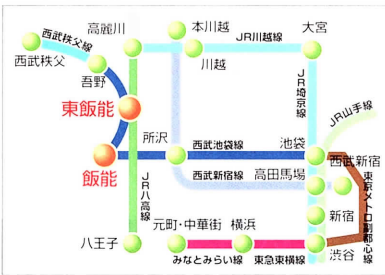 高麗川
本川越
大宮
西武秩父線
JR川越線
西武秩父
川越
吾野
JR埼京線
JR山手線
東飯能
所沢
池袋
西武池袋線
西武新宿
飯能
西武新宿線
高田馬場
JR八高線
東京メトロ副都心線
新宿
八王子
元町・中華街
横浜
渋谷
みなとみらい線
東急東横線